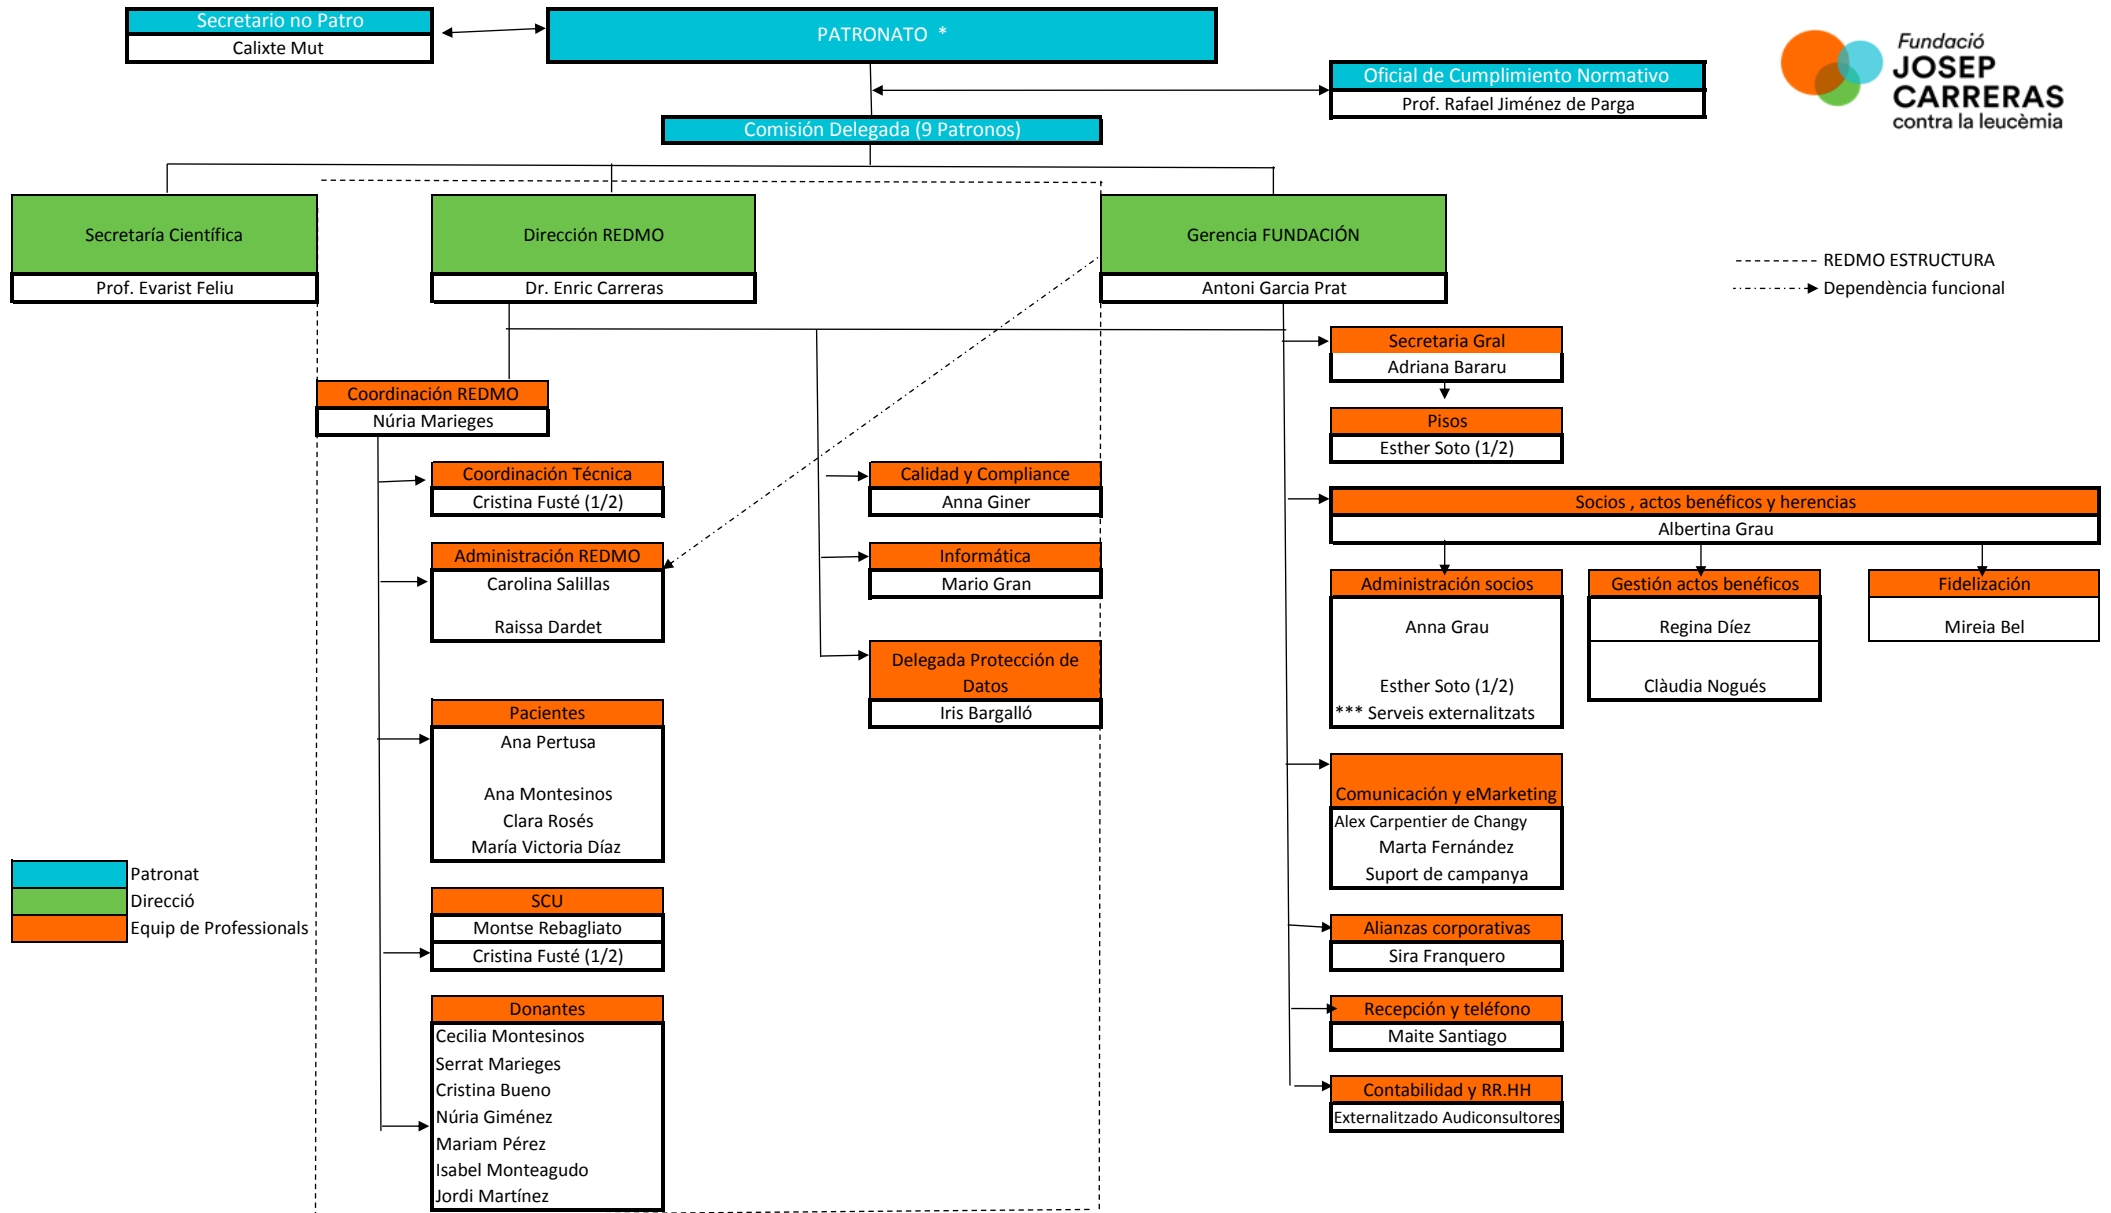 Secretario no Patro
Calixte Mut
PATRONATO *
Oficial de Cumplimiento Normativo
Prof. Rafael Jiménez de Parga
Comisión Delegada (9 Patronos)
Fundació
JOSEP
CARRERAS
contra la leucèmia
Secretaría Científica
Prof. Evarist Feliu
Dirección REDMO
Dr. Enric Carreras
Gerencia FUNDACIÓN
Antoni Garcia Prat
REDMO ESTRUCTURA
Dependència funcional
Coordinación REDMO
Núria Marieges
Coordinación Técnica
Cristina Fusté (1/2)
Administración REDMO
Carolina Salillas
Raissa Dardet
Pacientes
Ana Pertusa
Ana Montesinos
Clara Rosés
María Victoria Díaz
SCU
Montse Rebagliato
Cristina Fusté (1/2)
Donantes
Cecilia Montesinos
Serrat Marieges
Cristina Bueno
Núria Giménez
Mariam Pérez
Isabel Monteagudo
Jordi Martínez
Calidad y Compliance
Anna Giner
Informática
Mario Gran
Delegada Protección de
Datos
Iris Bargalló
Secretaria Gral
Adriana Bararu
Pisos
Esther Soto (1/2)
Socios , actos benéficos y herencias
Albertina Grau
Administración socios
Anna Grau
Esther Soto (1/2)
*** Serveis externalitzats
Gestión actos benéficos
Regina Díez
Clàudia Nogués
Fidelización
Mireia Bel
Comunicación y eMarketing
Alex Carpentier de Changy
Marta Fernández
Suport de campanya
Alianzas corporativas
Sira Franquero
Recepción y teléfono
Maite Santiago
Contabilidad y RR.HH
Externalitzado Audiconsultores
Patronat
Direcció
Equip de Professionals